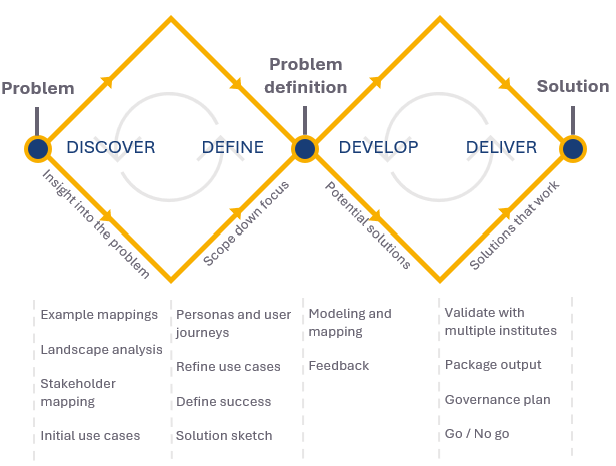 Problem
Problem
definition
Solution
DISCOVER
DEFINE
DEVELOP
DELIVER
Insight into the problem
Scope down focus
Potential solutions
Solutions that work
Example mappings
Landscape analysis
Stakeholder
mapping
Initial use cases
Personas and user
journeys
Refine use cases
Define success
Solution sketch
Modeling and
mapping
Feedback
Validate with
multiple institutes
Package output
Governance plan
Go / No go